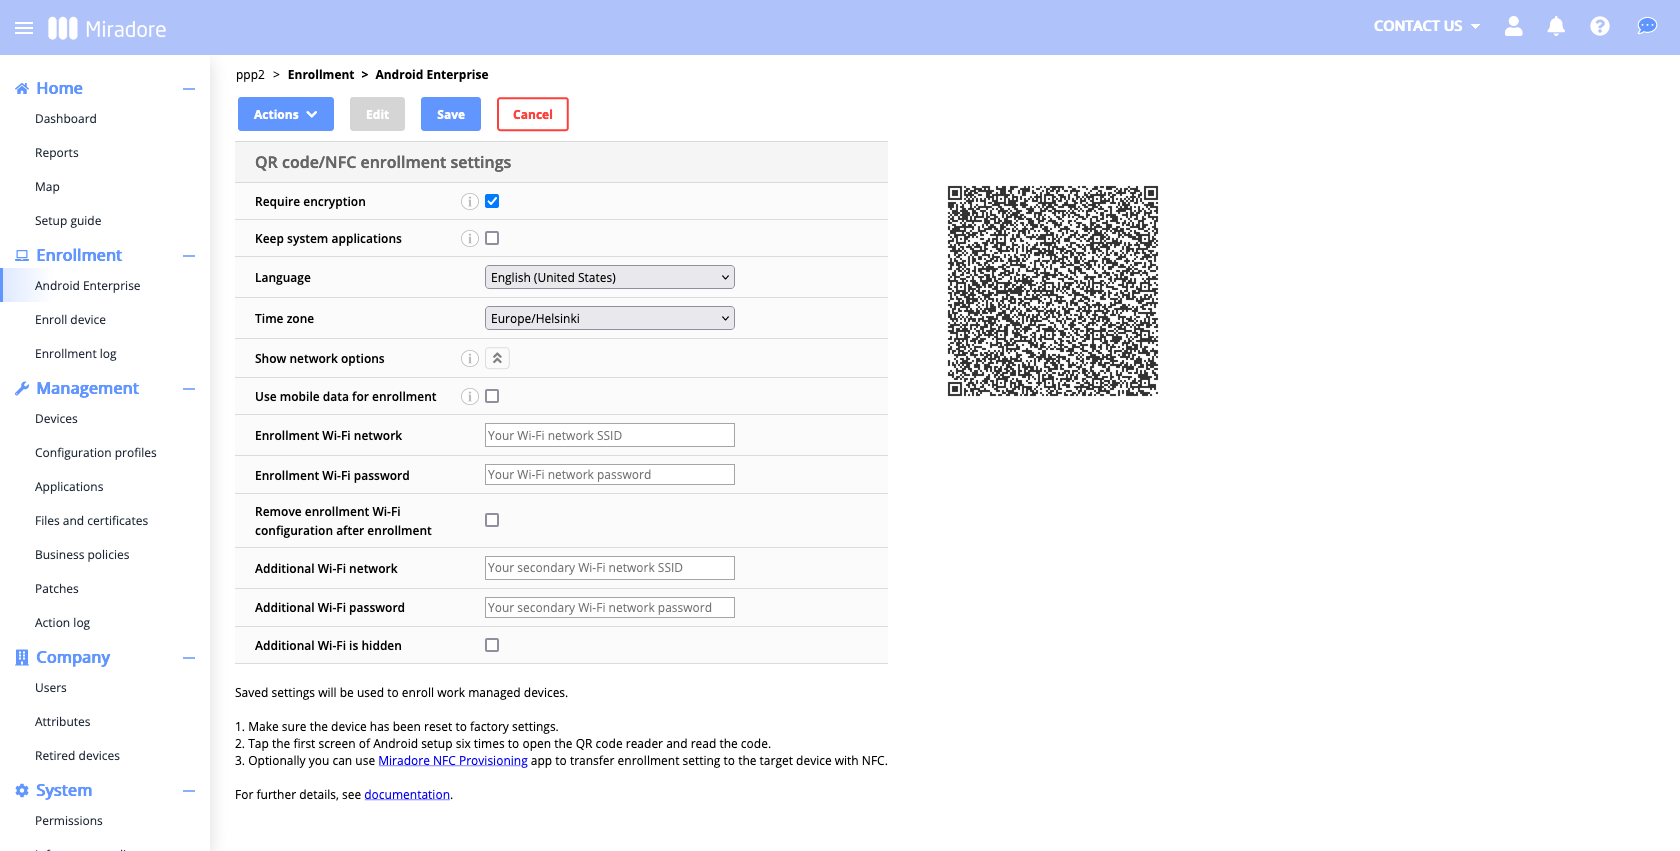 Miradore
CONTACT US
Home
Dashboard
Reports
Map
Setup guide
Enrollment
Android Enterprise
Enroll device
Enrollment log
Management
Devices
Configuration profiles
Applications
Files and certificates
Business policies
Patches
Action log
Company
Users
Attributes
Retired devices
System
Permissions
ppp2 > Enrollment > Android Enterprise
Actions Edit Save Cancel
QR code/NFC enrollment settings
Require encryption
Keep system applications
Language English (United States)
Time zone Europe/Helsinki
Show network options
Use mobile data for enrollment
Enrollment Wi-Fi network Your Wi-Fi network SSID
Enrollment Wi-Fi password Your Wi-Fi network password
Remove enrollment Wi-Fi
configuration after enrollment
Additional Wi-Fi network Your secondary Wi-Fi network SSID
Additional Wi-Fi password Your secondary Wi-Fi network password
Additional Wi-Fi is hidden
Saved settings will be used to enroll work managed devices.
1. Make sure the device has been reset to factory settings.
2. Tap the first screen of Android setup six times to open the QR code reader and read the code.
3. Optionally you can use Miradore NFC Provisioning app to transfer enrollment setting to the target device with NFC.
For further details, see documentation.